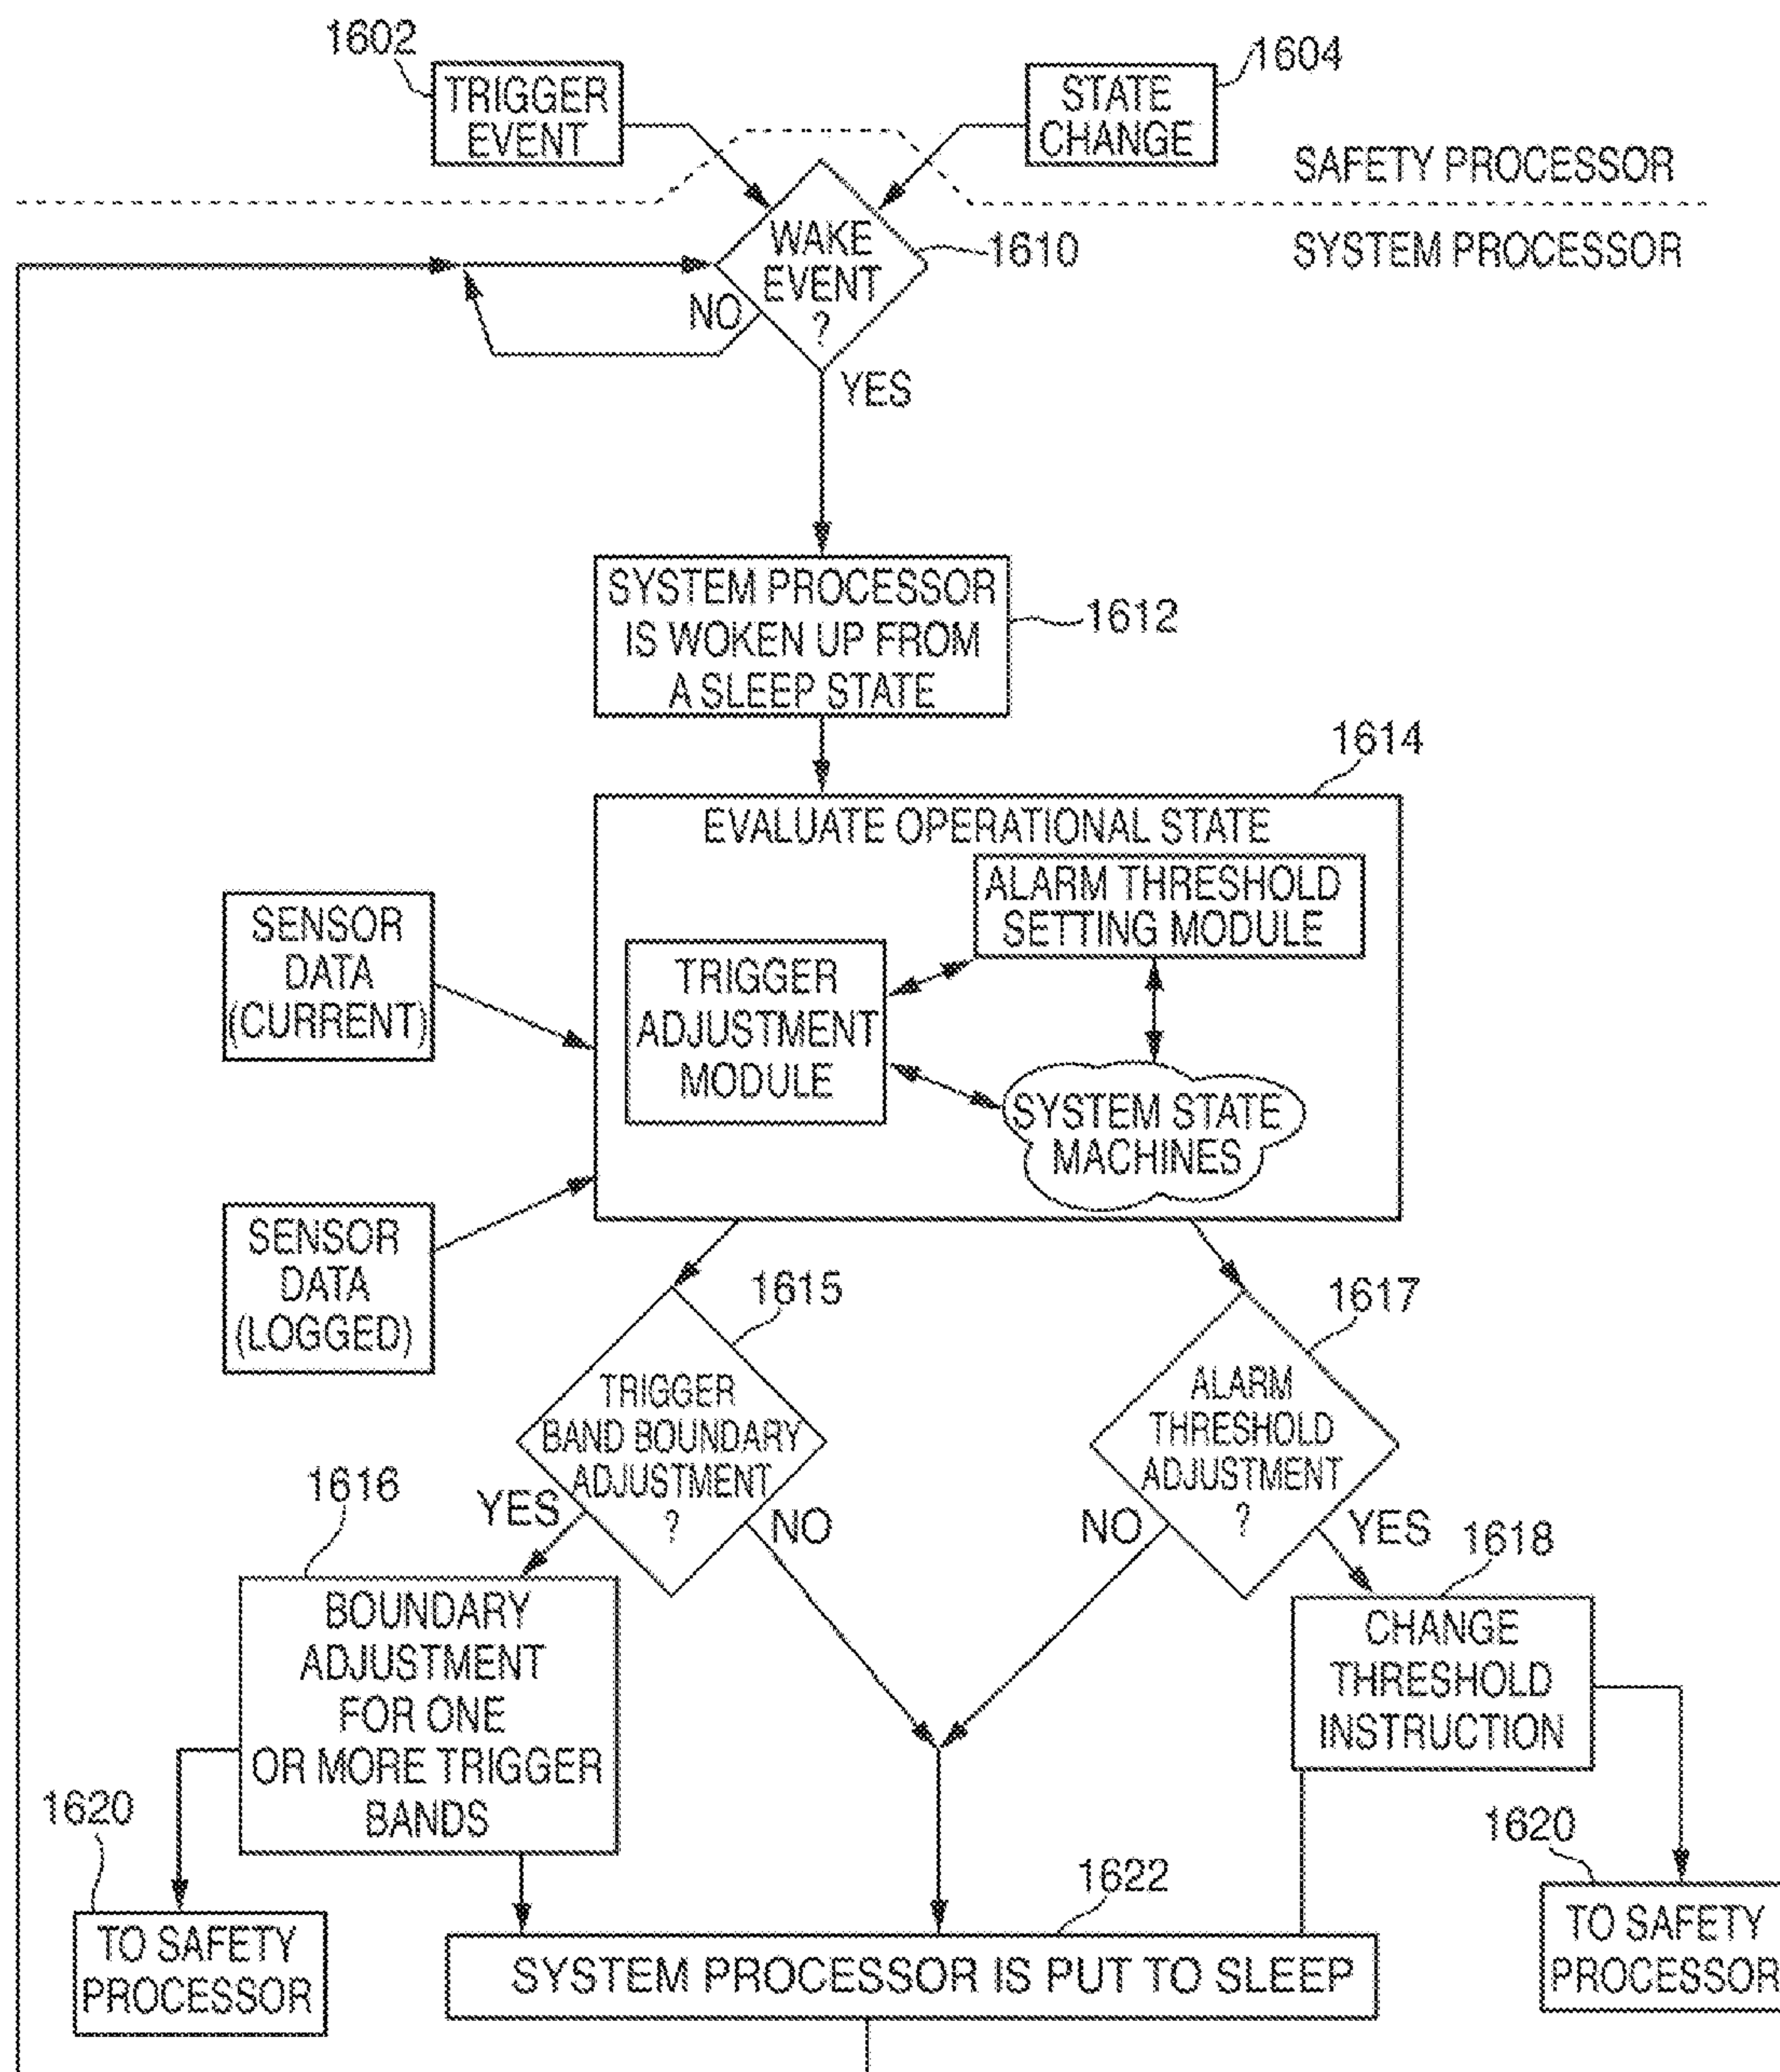 1602
TRIGGER
EVENT
STATE
CHANGE
1604
SAFETY PROCESSOR
SYSTEM PROCESSOR
WAKE
EVENT
?
1610
NO
YES
SYSTEM PROCESSOR
IS WOKEN UP FROM
A SLEEP STATE
1612
1614
EVALUATE OPERATIONAL STATE
ALARM THRESHOLD
SETTING MODULE
TRIGGER
ADJUSTMENT
MODULE
SYSTEM STATE
MACHINES
SENSOR
DATA
(CURRENT)
SENSOR
DATA
(LOGGED)
1615
TRIGGER
BAND BOUNDARY
ADJUSTMENT
?
YES
NO
1617
ALARM
THRESHOLD
ADJUSTMENT
?
NO
YES
1616
BOUNDARY
ADJUSTMENT
FOR ONE
OR MORE TRIGGER
BANDS
1618
CHANGE
THRESHOLD
INSTRUCTION
1620
TO SAFETY
PROCESSOR
1622
SYSTEM PROCESSOR IS PUT TO SLEEP
1620
TO SAFETY
PROCESSOR